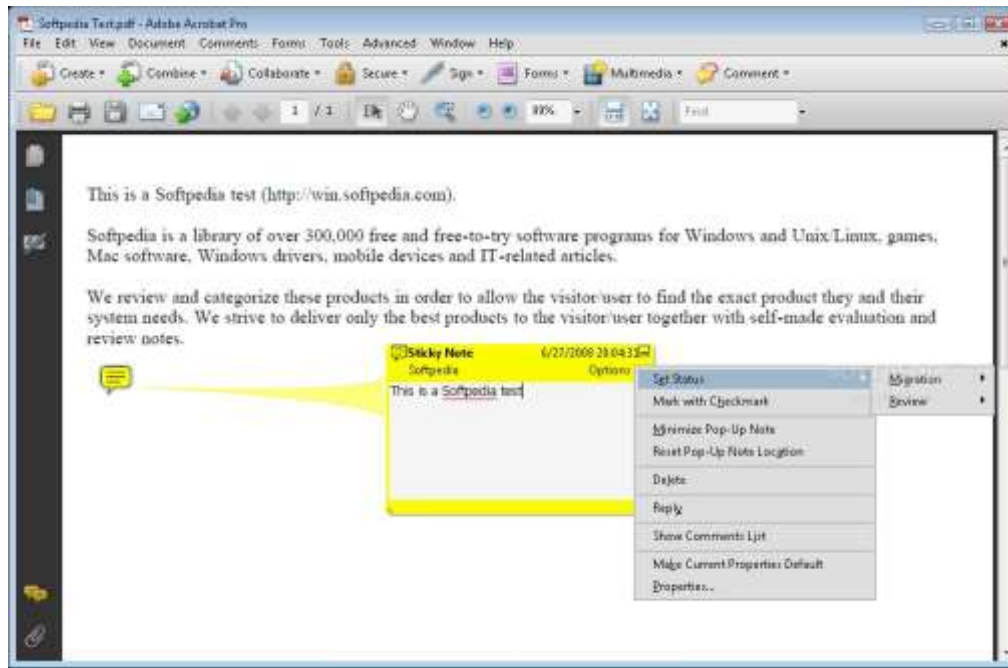 Softpedia Test.pdf - Adobe Acrobat Pro
File Edit View Document Comments Forms Tools Advanced Window Help
Create Combine Collaborate Secure Sign Forms Multimedia Comment
1 / 1 88% Find
This is a Softpedia test (http://win.softpedia.com).
Softpedia is a library of over 300,000 free and free-to-try software programs for Windows and Unix/Linux, games,
Mac software, Windows drivers, mobile devices and IT-related articles.
We review and categorize these products in order to allow the visitor/user to find the exact product they and their
system needs. We strive to deliver only the best products to the visitor/user together with self-made evaluation and
review notes.
Sticky Note 6/27/2008
Softpedia Options
This is a Softpedia test
Set Status
Mark with Checkmark
Minimize Pop-Up Note
Reset Pop-Up Note Location
Delete
Reply
Show Comments List
Make Current Properties Default
Properties...
Migration
Review